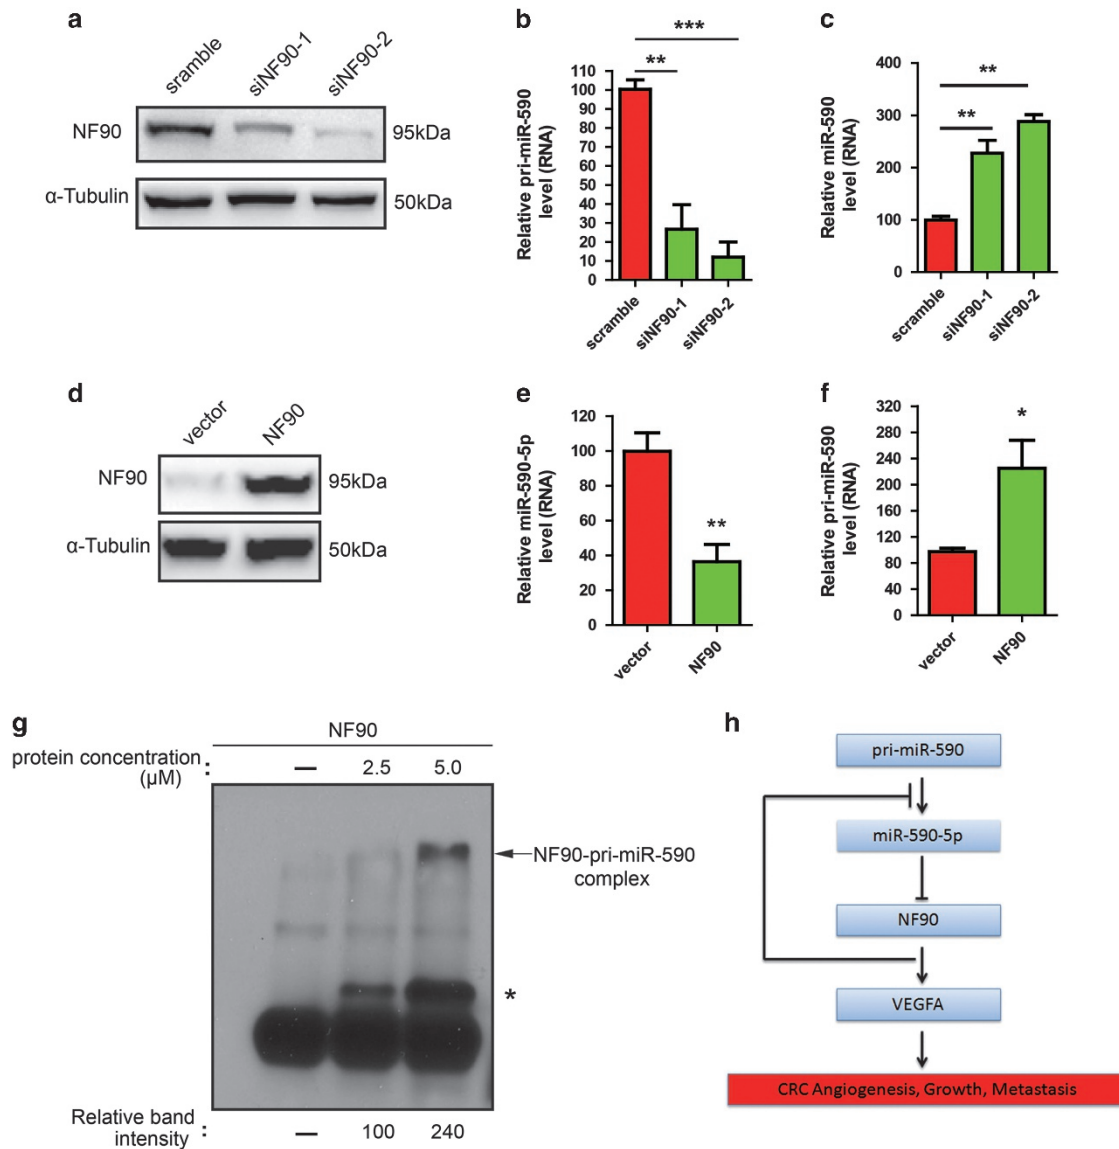 a
sramble
siNF90-1
siNF90-2
NF90
95kDa
α-Tubulin
50kDa
b
Relative pri-miR-590
level (RNA)
***
**
110
100
90
80
70
60
50
40
30
20
10
0
scramble
siNF90-1
siNF90-2
c
Relative miR-590
level (RNA)
**
**
400
300
200
100
0
scramble
siNF90-1
siNF90-2
d
vector
NF90
NF90
95kDa
α-Tubulin
50kDa
e
Relative miR-590-5p
level (RNA)
120
100
80
60
40
20
0
**
vector
NF90
f
Relative pri-miR-590
level (RNA)
320
280
240
200
160
120
80
40
0
*
vector
NF90
g
NF90
protein concentration
(μM) : — 2.5 5.0
NF90-pri-miR-590
complex
*
Relative band
intensity : — 100 240
h
pri-miR-590
miR-590-5p
NF90
VEGFA
CRC Angiogenesis, Growth, Metastasis